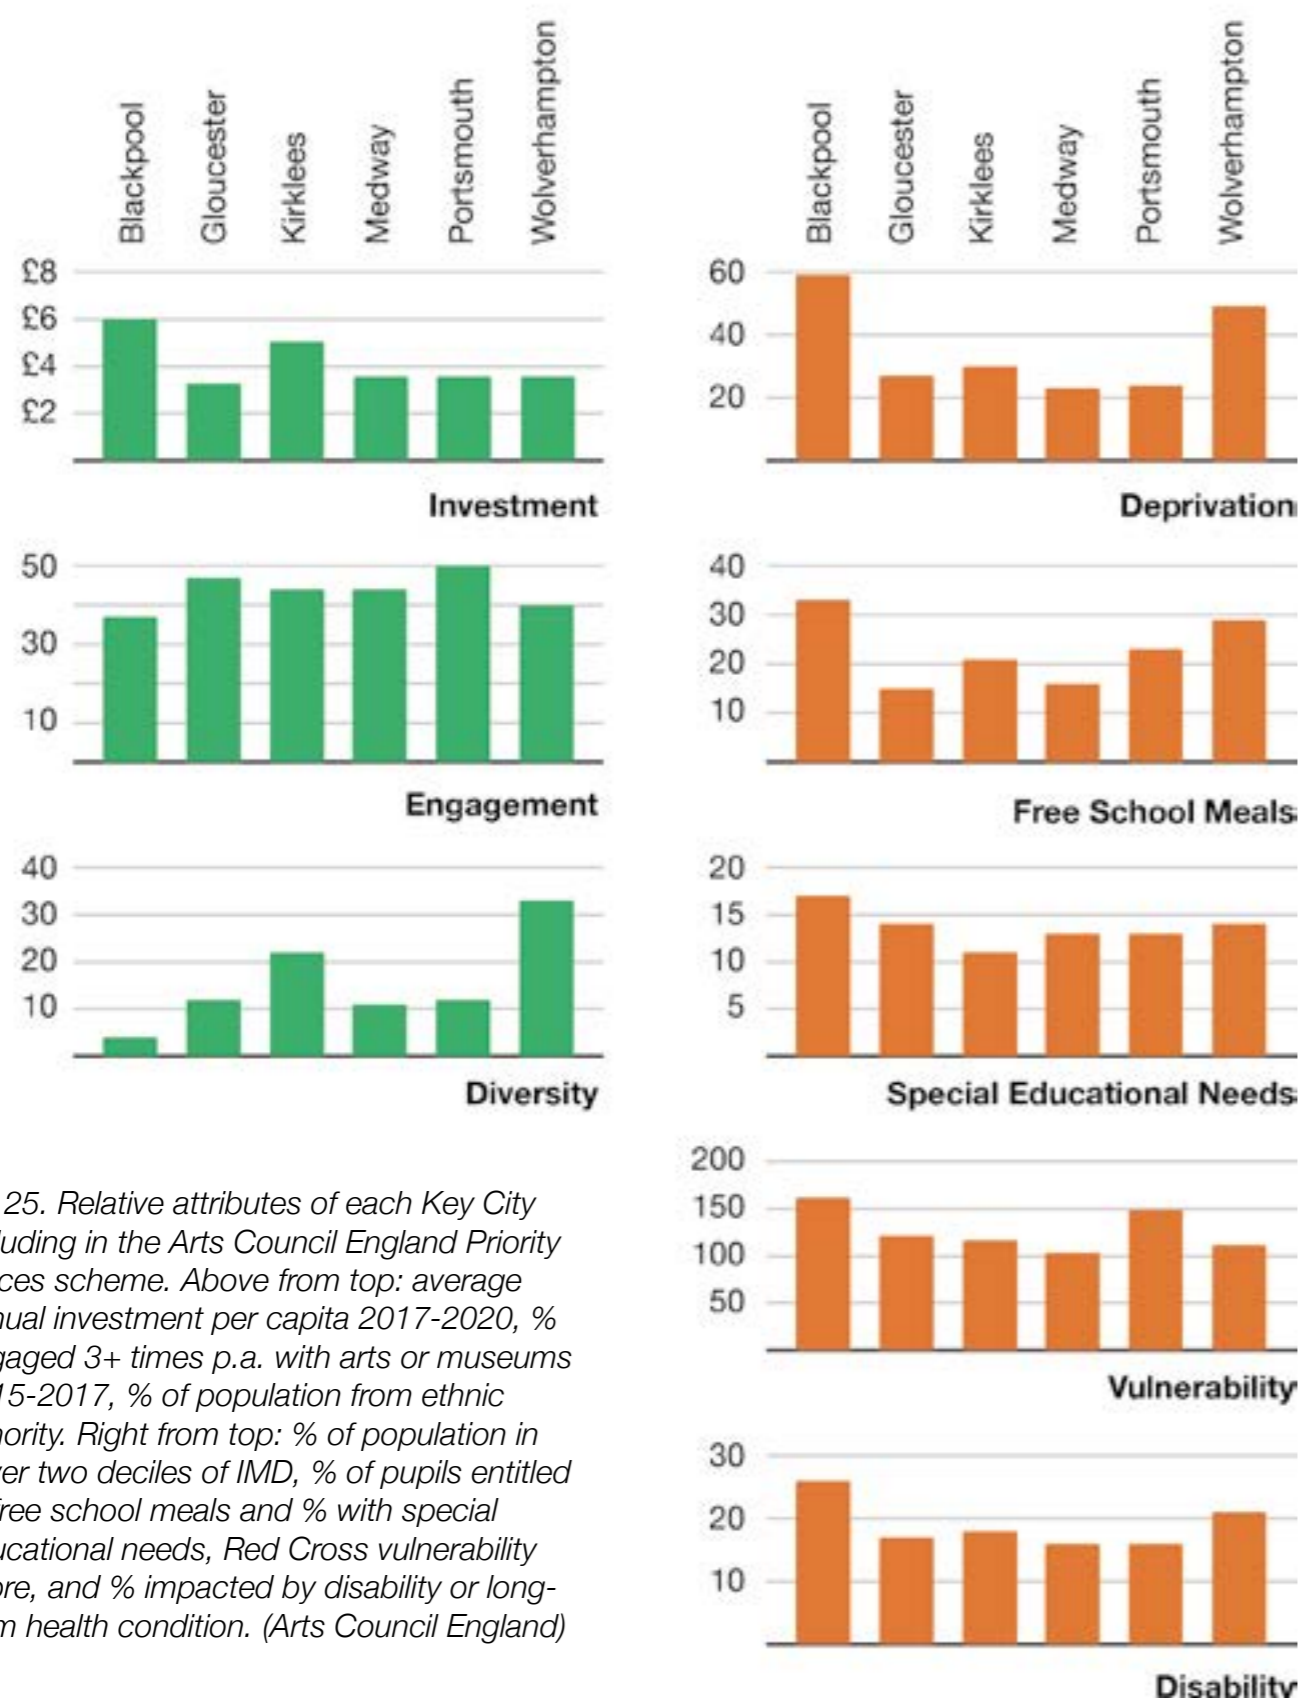 Blackpool
Gloucester
Kirklees
Medway
Portsmouth
Wolverhampton
£8
£6
£4
£2
Investment
50
30
10
Engagement
40
30
20
10
Diversity
25. Relative attributes of each Key City
luding in the Arts Council England Priority
ces scheme. Above from top: average
nual investment per capita 2017-2020, %
gaged 3+ times p.a. with arts or museums
15-2017, % of population from ethnic
nority. Right from top: % of population in
er two deciles of IMD, % of pupils entitled
free school meals and % with special
ucational needs, Red Cross vulnerability
ore, and % impacted by disability or long-
m health condition. (Arts Council England)
Blackpool
Gloucester
Kirklees
Medway
Portsmouth
Wolverhampton
60
40
20
Deprivation
40
30
20
10
Free School Meals
20
15
10
5
Special Educational Needs
200
150
100
50
Vulnerability
30
20
10
Disability